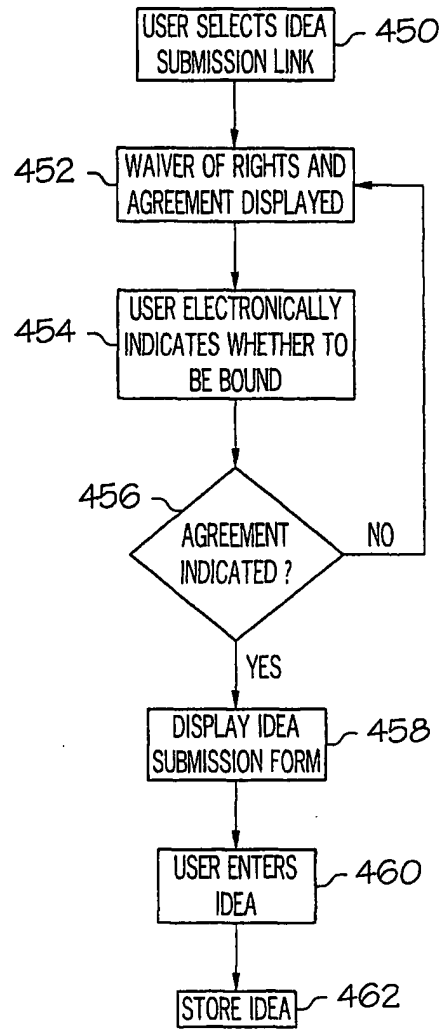 USER SELECTS IDEA
SUBMISSION LINK
450
452
WAIVER OF RIGHTS AND
AGREEMENT DISPLAYED
454
USER ELECTRONICALLY
INDICATES WHETHER TO
BE BOUND
456
AGREEMENT
INDICATED ?
NO
YES
DISPLAY IDEA
SUBMISSION FORM
458
USER ENTERS
IDEA
460
STORE IDEA
462